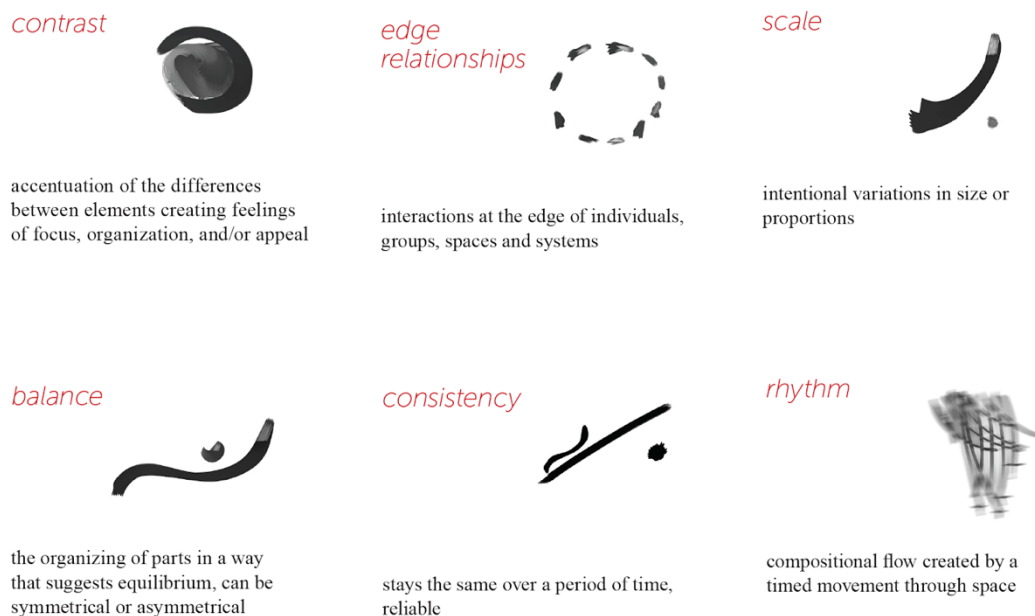 contrast
accentuation of the differences
between elements creating feelings
of focus, organization, and/or appeal
edge
relationships
interactions at the edge of individuals,
groups, spaces and systems
scale
intentional variations in size or
proportions
balance
the organizing of parts in a way
that suggests equilibrium, can be
symmetrical or asymmetrical
consistency
stays the same over a period of time,
reliable
rhythm
compositional flow created by a
timed movement through space